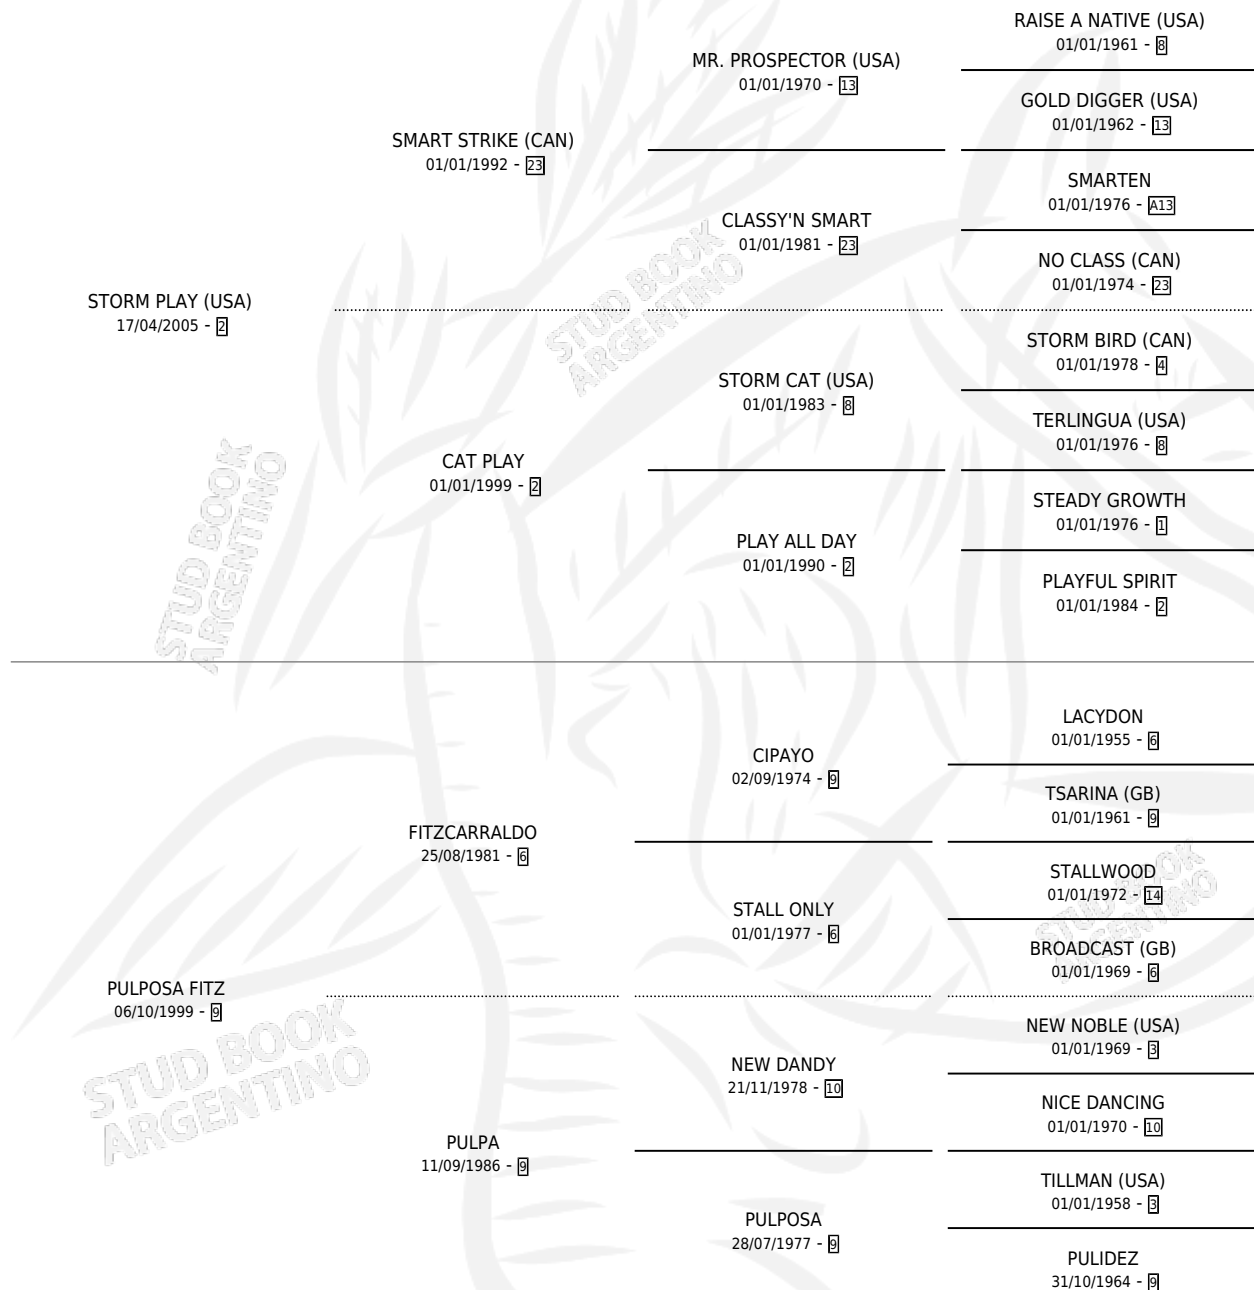 RAISE A NATIVE (USA)
01/01/1961 - 8
MR. PROSPECTOR (USA)
01/01/1970 - 13
GOLD DIGGER (USA)
01/01/1962 - 13
SMART STRIKE (CAN)
01/01/1992 - 23
SMARTEN
01/01/1976 - A13
CLASSY'N SMART
01/01/1981 - 23
NO CLASS (CAN)
01/01/1974 - 23
STORM PLAY (USA)
17/04/2005 - 2
STORM BIRD (CAN)
01/01/1978 - 4
STORM CAT (USA)
01/01/1983 - 8
TERLINGUA (USA)
01/01/1976 - 8
CAT PLAY
01/01/1999 - 2
STEADY GROWTH
01/01/1976 - 1
PLAY ALL DAY
01/01/1990 - 2
PLAYFUL SPIRIT
01/01/1984 - 2
STUD BOOK
ARGENTINO
STUD BOOK
ARGENTINO
LACYDON
01/01/1955 - 6
CIPAYO
02/09/1974 - 9
TSARINA (GB)
01/01/1961 - 9
FITZCARRALDO
25/08/1981 - 6
STALLWOOD
01/01/1972 - 14
STALL ONLY
01/01/1977 - 6
BROADCAST (GB)
01/01/1969 - 6
STUD BOOK
ARGENTINO
PULPOSA FITZ
06/10/1999 - 9
NEW NOBLE (USA)
01/01/1969 - 3
NEW DANDY
21/11/1978 - 10
NICE DANCING
01/01/1970 - 10
STUD BOOK
ARGENTINO
PULPA
11/09/1986 - 9
TILLMAN (USA)
01/01/1958 - 3
PULPOSA
28/07/1977 - 9
PULIDEZ
31/10/1964 - 9